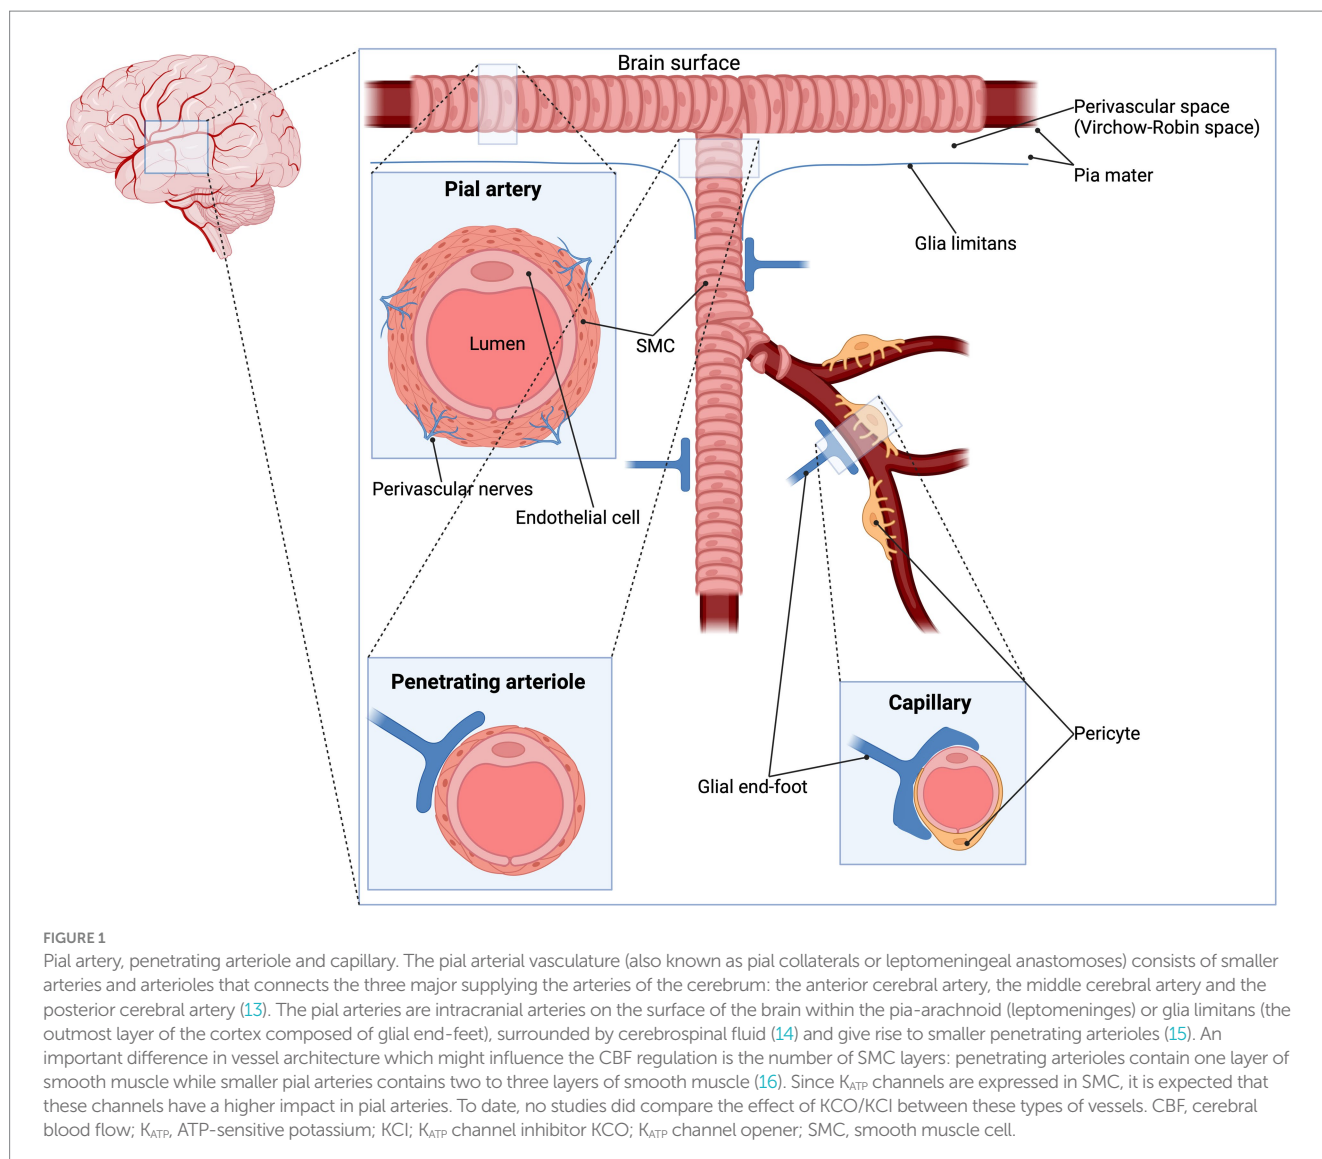 Brain surface
Perivascular space
(Virchow-Robin space)
Pia mater
Glia limitans
Pial artery
Lumen
SMC
Perivascular nerves
Endothelial cell
Penetrating arteriole
Capillary
Pericyte
Glial end-foot
FIGURE 1
Pial artery, penetrating arteriole and capillary. The pial arterial vasculature (also known as pial collaterals or leptomeningeal anastomoses) consists of smaller
arteries and arterioles that connects the three major supplying the arteries of the cerebrum: the anterior cerebral artery, the middle cerebral artery and the
posterior cerebral artery (13). The pial arteries are intracranial arteries on the surface of the brain within the pia-arachnoid (leptomeninges) or glia limitans (the
outmost layer of the cortex composed of glial end-feet), surrounded by cerebrospinal fluid (14) and give rise to smaller penetrating arterioles (15). An
important difference in vessel architecture which might influence the CBF regulation is the number of SMC layers: penetrating arterioles contain one layer of
smooth muscle while smaller pial arteries contains two to three layers of smooth muscle (16). Since KATP channels are expressed in SMC, it is expected that
these channels have a higher impact in pial arteries. To date, no studies did compare the effect of KCO/KCI between these types of vessels. CBF, cerebral
blood flow; KATP, ATP-sensitive potassium; KCI; KATP channel inhibitor KCO; KATP channel opener; SMC, smooth muscle cell.